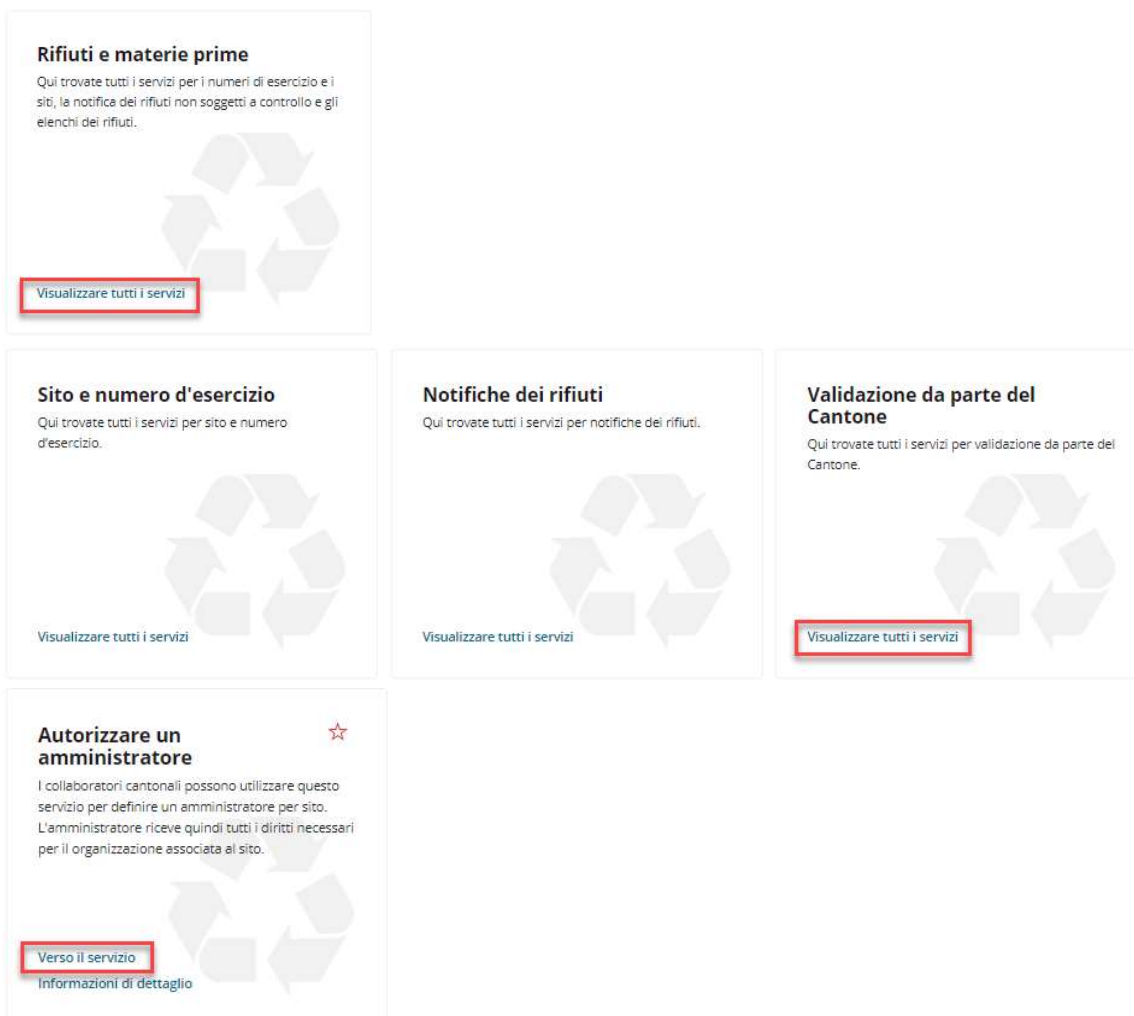 Rifiuti e materie prime
Qui trovate tutti i servizi per i numeri di esercizio e i
siti, la notifica dei rifiuti non soggetti a controllo e gli
elenchi dei rifiuti.
Visualizzare tutti i servizi
Sito e numero d'esercizio
Qui trovate tutti i servizi per sito e numero
d'esercizio.
Visualizzare tutti i servizi
Notifiche dei rifiuti
Qui trovate tutti i servizi per notifiche dei rifiuti.
Visualizzare tutti i servizi
Validazione da parte del
Cantone
Qui trovate tutti i servizi per validazione da parte del
Cantone.
Visualizzare tutti i servizi
Autorizzare un
amministratore
I collaboratori cantonali possono utilizzare questo
servizio per definire un amministratore per sito.
L'amministratore riceve quindi tutti i diritti necessari
per il organizzazione associata al sito.
Verso il servizio
Informazioni di dettaglio